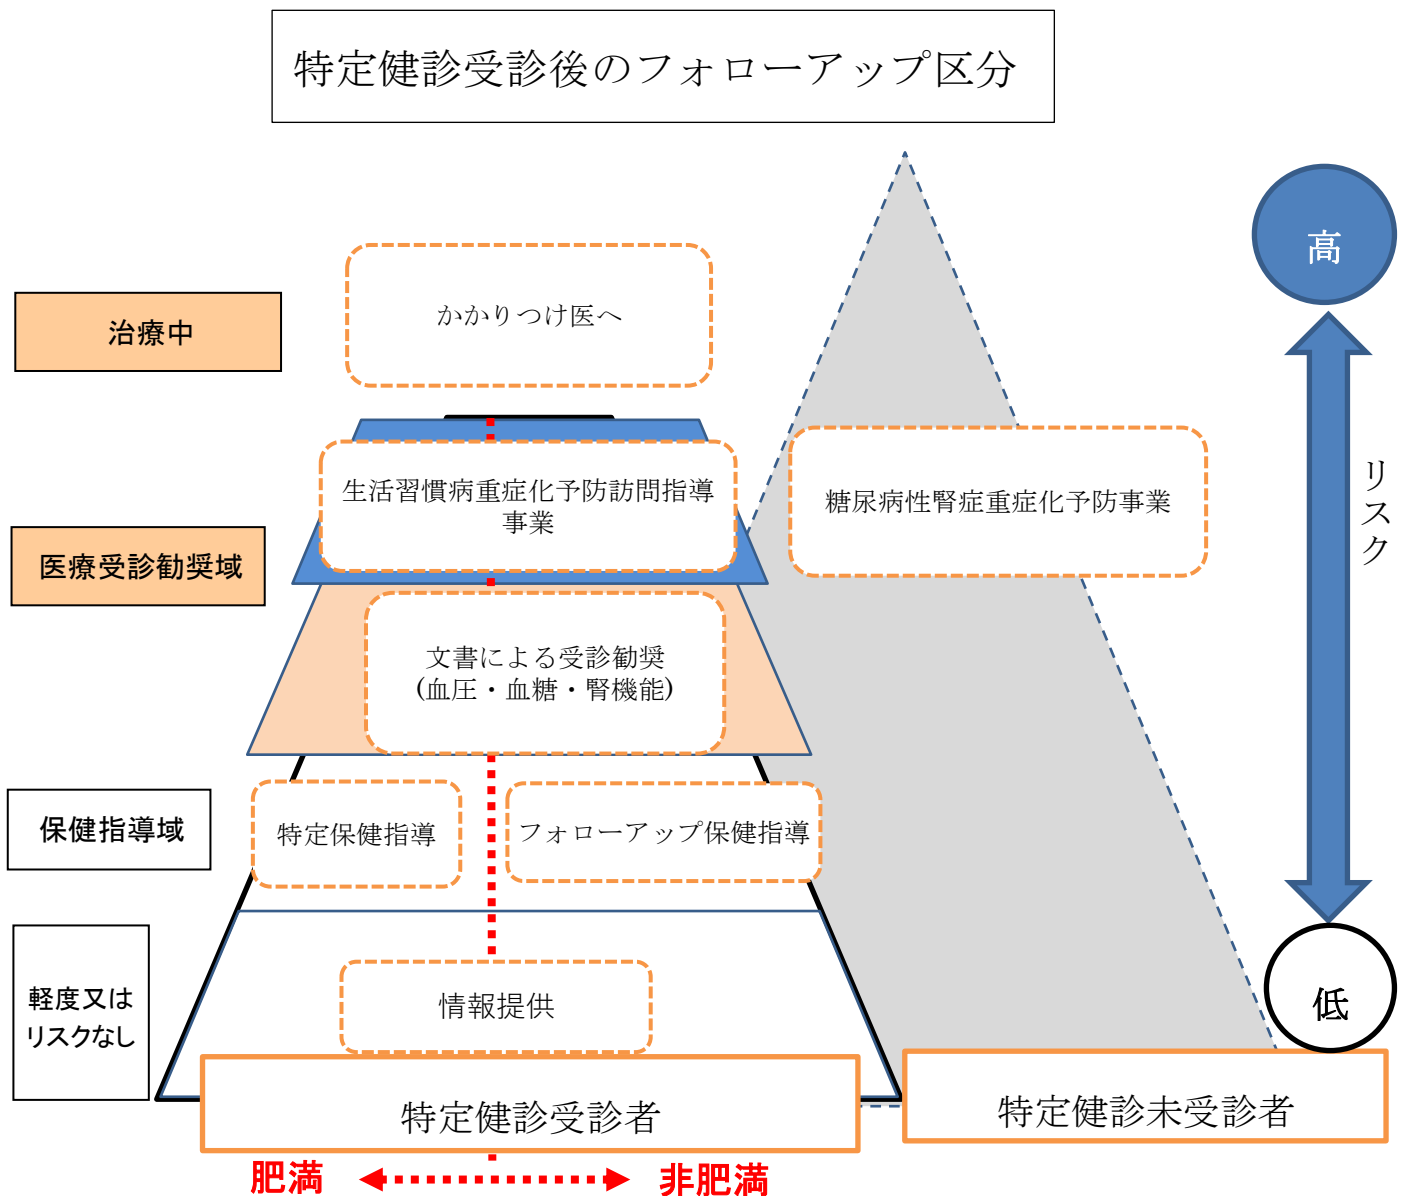 特定健診受診後のフォローアップ区分
高
かかりつけ医へ
治療中
リスク
生活習慣病重症化予防訪問指導
事業
糖尿病性腎症重症化予防事業
医療受診勧奨域
文書による受診勧奨
(血圧・血糖・腎機能)
保健指導域
特定保健指導
フォローアップ保健指導
軽度又は
リスクなし
情報提供
低
特定健診受診者
特定健診未受診者
肥満
非肥満